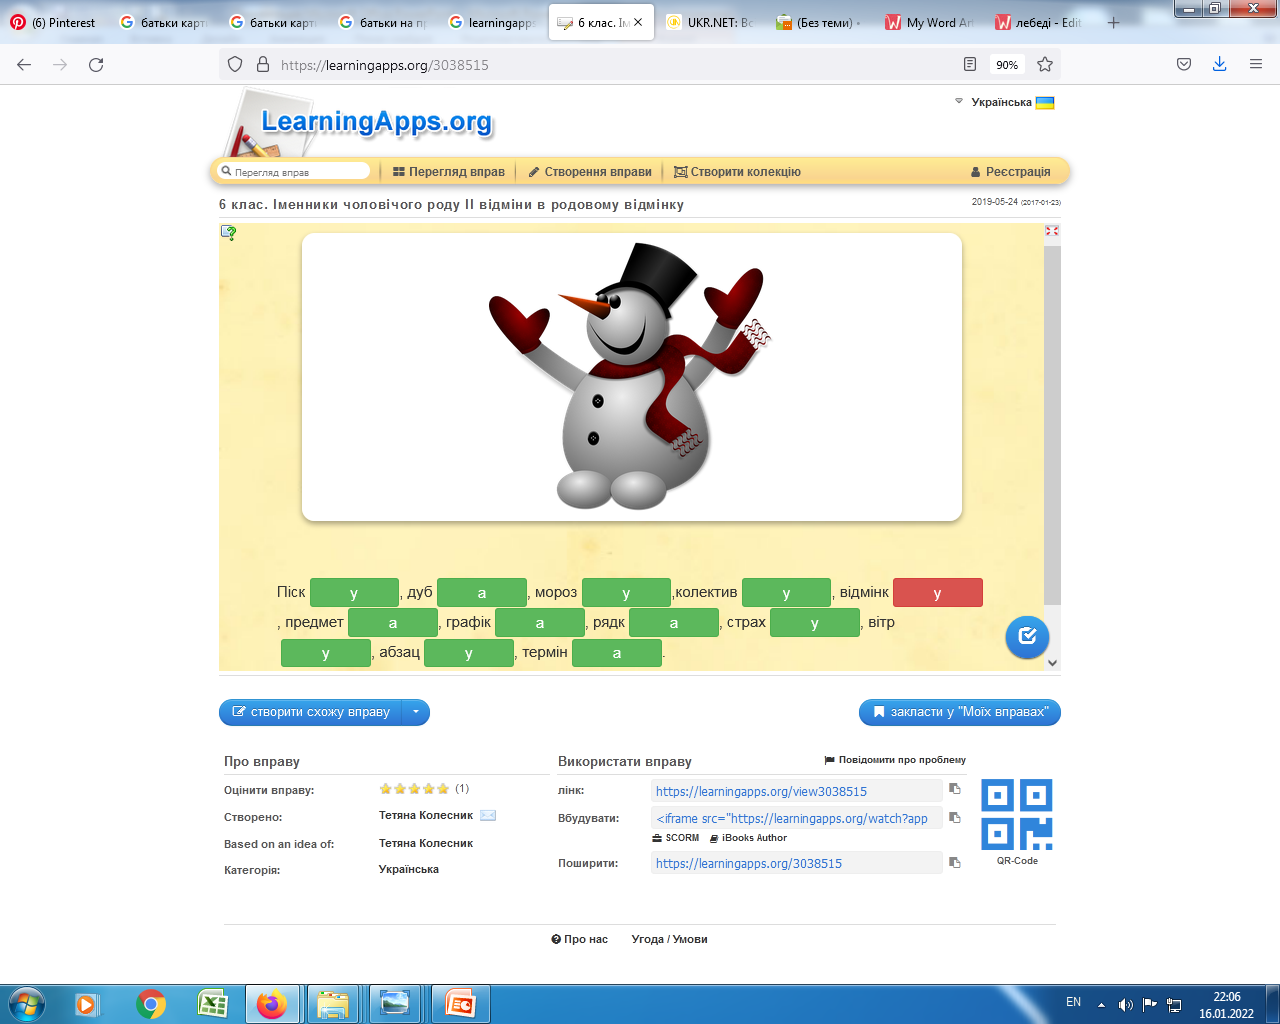 (6) Pinterest
батьки карт
батьки карт
батьки на пр
learningapps
6 клас. Ім
UKR.NET: Вс
(Без теми) •
My Word Ar
лебеді - Edit
https://learningapps.org/3038515
90%
LearningApps.org
Українська
Перегляд вправ
Перегляд вправ
Створення вправи
Створити колекцію
Реєстрація
6 клас. Іменники чоловічого роду ІІ відміни в родовому відмінку
2019-05-24 (2017-01-23)
Піск у , дуб а , мороз у ,колектив у , відмінк у
, предмет а , графік а , рядк а , страх у , вітр
у , абзац у , термін а .
створити схожу вправу
закласти у "Моїх вправах"
Про вправу
Оцінити вправу: (1)
Створено: Тетяна Колесник
Based on an idea of: Тетяна Колесник
Категорія: Українська
Використати вправу
Повідомити про проблему
лінк: https://learningapps.org/view3038515
Вбудувати: <iframe src="https://learningapps.org/watch?app
SCORM iBooks Author
Поширити: https://learningapps.org/3038515
QR-Code
Про нас
Угода / Умови
EN
22:06
16.01.2022